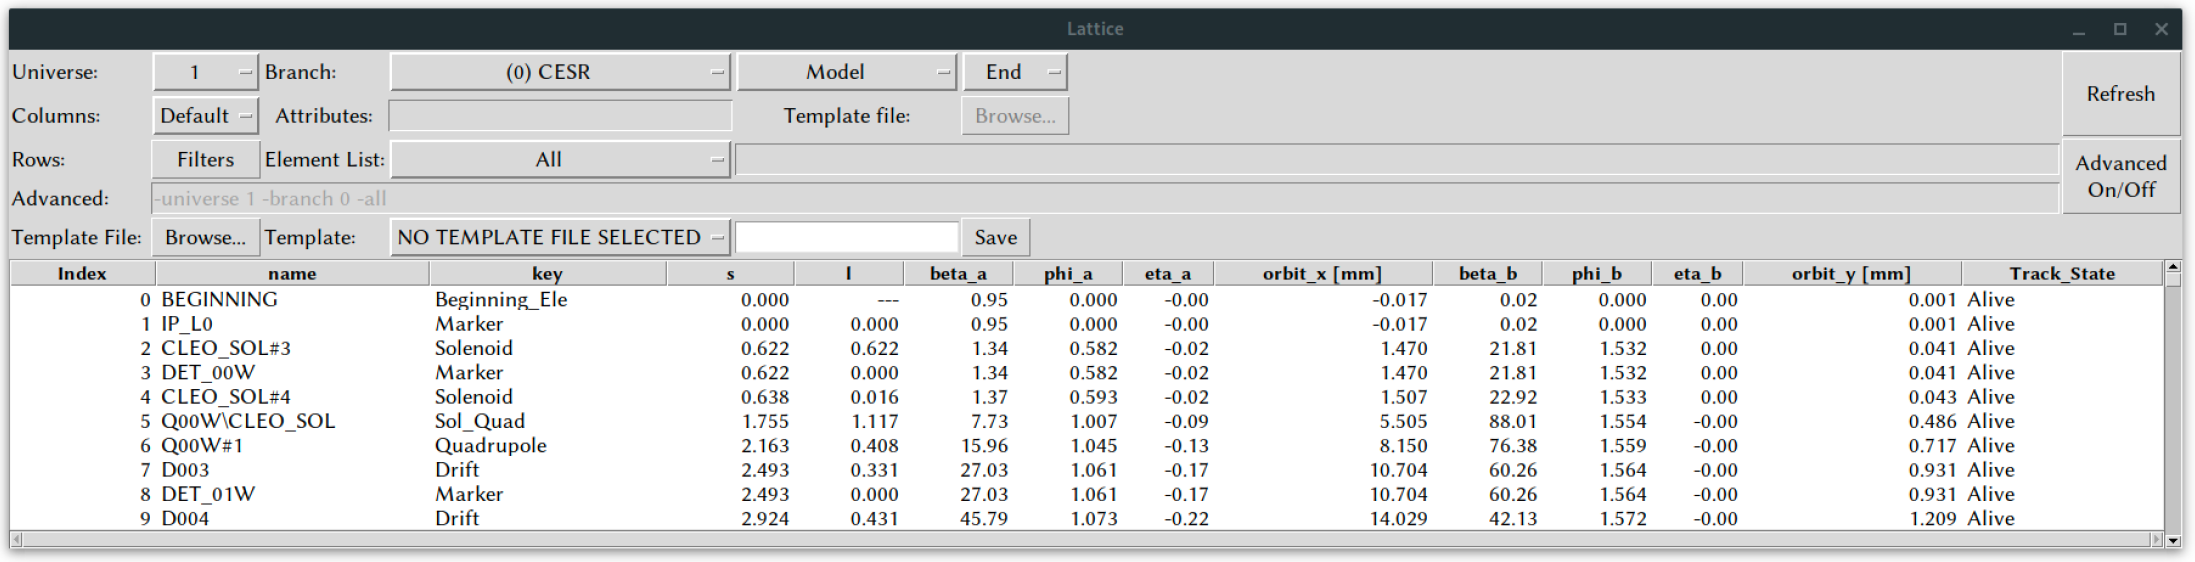 Lattice
Universe: 1 Branch: (0) CESR Model End Refresh
Columns: Default Attributes: Template file: Browse...
Rows: Filters Element List: All Advanced On/Off
Advanced: -universe 1 -branch 0 -all
Template File: Browse... Template: NO TEMPLATE FILE SELECTED Save
Index name key s l beta_a phi_a eta_a orbit_x [mm] beta_b phi_b eta_b orbit_y [mm] Track_State
0 BEGINNING Beginning_Ele 0.000 --- 0.95 0.000 -0.00 -0.017 0.02 0.000 0.00 0.001 Alive
1 IP_L0 Marker 0.000 0.000 0.95 0.000 -0.00 -0.017 0.02 0.000 0.00 0.001 Alive
2 CLEO_SOL#3 Solenoid 0.622 0.622 1.34 0.582 -0.02 1.470 21.81 1.532 0.00 0.041 Alive
3 DET_00W Marker 0.622 0.000 1.34 0.582 -0.02 1.470 21.81 1.532 0.00 0.041 Alive
4 CLEO_SOL#4 Solenoid 0.638 0.016 1.37 0.593 -0.02 1.507 22.92 1.533 0.00 0.043 Alive
5 Q00W\CLEO_SOL Sol_Quad 1.755 1.117 7.73 1.007 -0.09 5.505 88.01 1.554 -0.00 0.486 Alive
6 Q00W#1 Quadrupole 2.163 0.408 15.96 1.045 -0.13 8.150 76.38 1.559 -0.00 0.717 Alive
7 D003 Drift 2.493 0.331 27.03 1.061 -0.17 10.704 60.26 1.564 -0.00 0.931 Alive
8 DET_01W Marker 2.493 0.000 27.03 1.061 -0.17 10.704 60.26 1.564 -0.00 0.931 Alive
9 D004 Drift 2.924 0.431 45.79 1.073 -0.22 14.029 42.13 1.572 -0.00 1.209 Alive